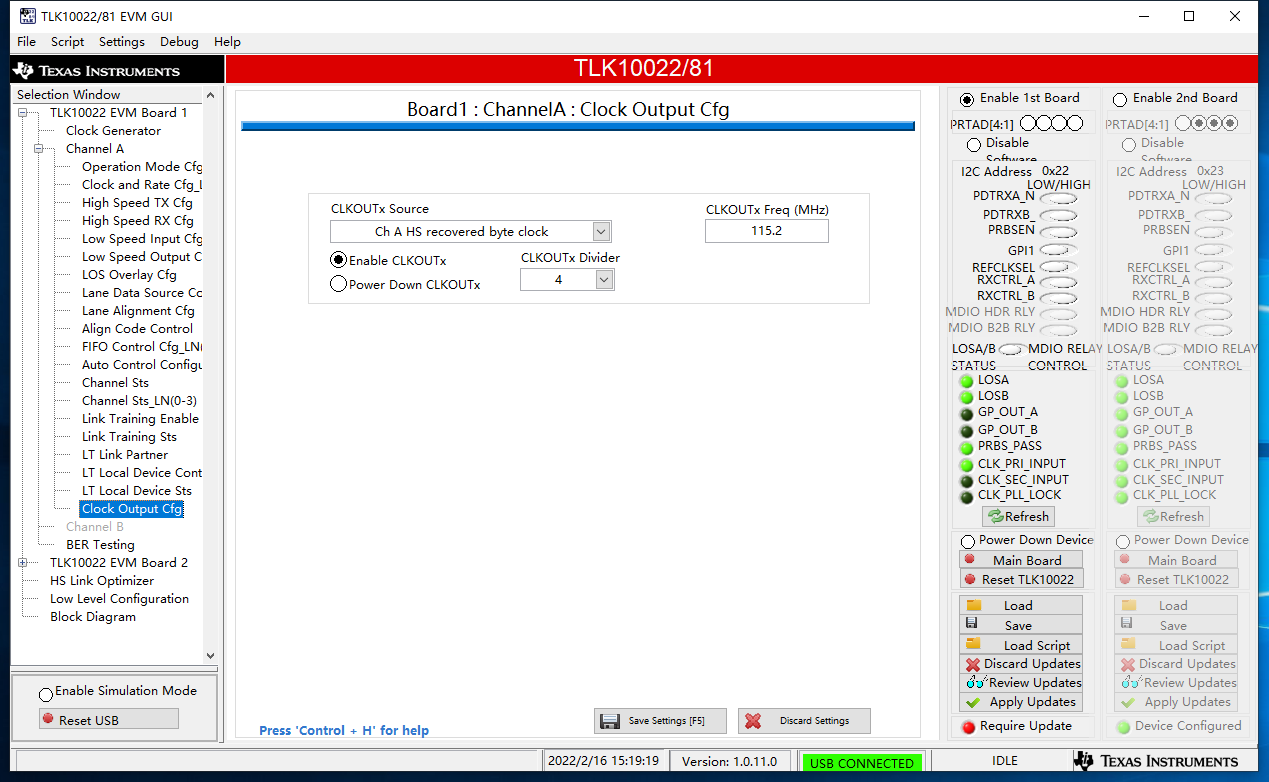 TLK10022/81 EVM GUI
File Script Settings Debug Help
TEXAS INSTRUMENTS
TLK10022/81
Selection Window
TLK10022 EVM Board 1
Clock Generator
Channel A
Operation Mode Cfg
Clock and Rate Cfg_L
High Speed TX Cfg
High Speed RX Cfg
Low Speed Input Cfg
Low Speed Output C
LOS Overlay Cfg
Lane Data Source Co
Lane Alignment Cfg
Align Code Control
FIFO Control Cfg_LN(
Auto Control Configu
Channel Sts
Channel Sts_LN(0-3)
Link Training Enable
Link Training Sts
LT Link Partner
LT Local Device Cont
LT Local Device Sts
Clock Output Cfg
Channel B
BER Testing
TLK10022 EVM Board 2
HS Link Optimizer
Low Level Configuration
Block Diagram
Enable Simulation Mode
Reset USB
Board1 : ChannelA : Clock Output Cfg
CLKOUTx Source
Ch A HS recovered byte clock
CLKOUTx Freq (MHz)
115.2
Enable CLKOUTx
Power Down CLKOUTx
CLKOUTx Divider
4
Press 'Control + H' for help
Save Settings [F5]
Discard Settings
Enable 1st Board
PRTAD[4:1]
Disable
Software
I2C Address 0x22
LOW/HIGH
PDTRXA_N
PDTRXB_
PRBSEN
GPI1
REFCLKSEL
RXCTRL_A
RXCTRL_B
MDIO HDR RLY
MDIO B2B RLY
LOSA/B MDIO RELAY
STATUS CONTROL
LOSA
LOSB
GP_OUT_A
GP_OUT_B
PRBS_PASS
CLK_PRI_INPUT
CLK_SEC_INPUT
CLK_PLL_LOCK
Refresh
Power Down Device
Main Board
Reset TLK10022
Load
Save
Load Script
Discard Updates
Review Updates
Apply Updates
Require Update
Enable 2nd Board
PRTAD[4:1]
Disable
Software
I2C Address 0x23
LOW/HIGH
PDTRXA_N
PDTRXB_
PRBSEN
GPI1
REFCLKSEL
RXCTRL_A
RXCTRL_B
MDIO HDR RLY
MDIO B2B RLY
LOSA/B MDIO RELAY
STATUS CONTROL
LOSA
LOSB
GP_OUT_A
GP_OUT_B
PRBS_PASS
CLK_PRI_INPUT
CLK_SEC_INPUT
CLK_PLL_LOCK
Refresh
Power Down Device
Main Board
Reset TLK10022
Load
Save
Load Script
Discard Updates
Review Updates
Apply Updates
Device Configured
2022/2/16 15:19:19 Version: 1.0.11.0 USB CONNECTED IDLE TEXAS INSTRUMENTS